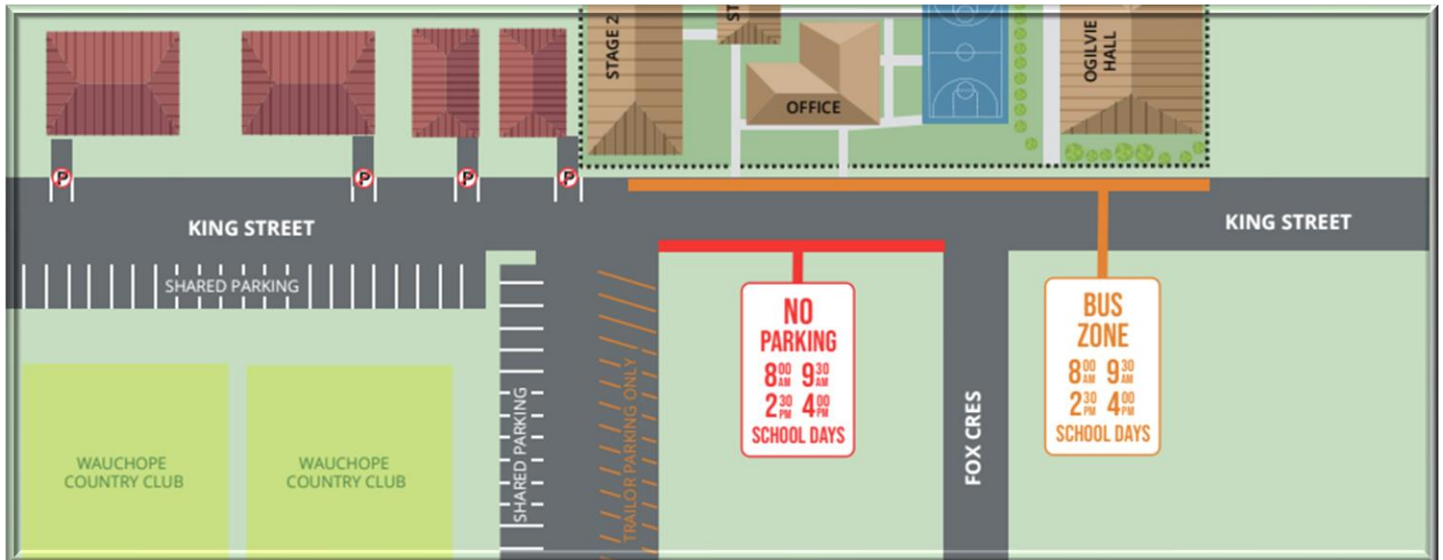 STAGE 2
ST
OFFICE
OGILVIE
HALL
P
P
P
P
KING STREET
KING STREET
SHARED PARKING
NO
PARKING
8 00 AM 9 30 AM
2 30 PM 4 00 PM
SCHOOL DAYS
BUS
ZONE
8 00 AM 9 30 AM
2 30 PM 4 00 PM
SCHOOL DAYS
SHARED PARKING
TRAILOR PARKING ONLY
FOX CRES
WAUCHOPE
COUNTRY CLUB
WAUCHOPE
COUNTRY CLUB